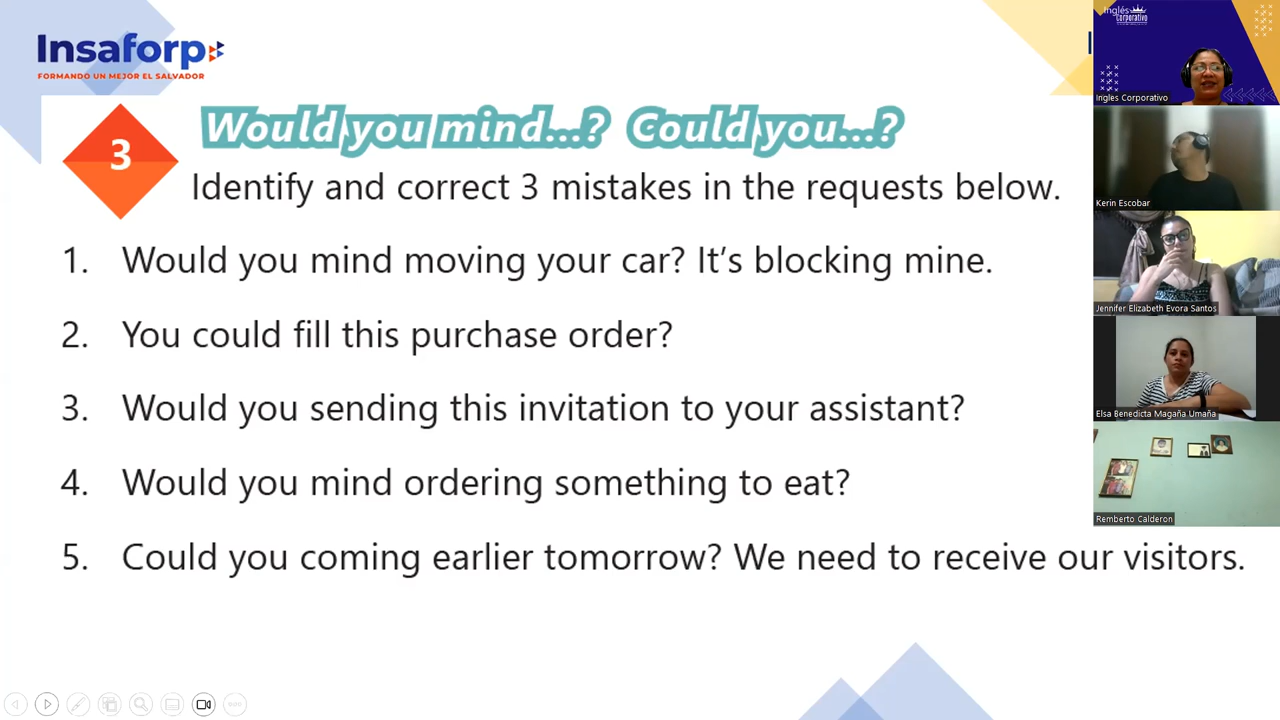 Insaforp
FORMANDO UN MEJOR EL SALVADOR
3
Would you mind...? Could you...?
Identify and correct 3 mistakes in the requests below.
1. Would you mind moving your car? It's blocking mine.
2. You could fill this purchase order?
3. Would you sending this invitation to your assistant?
4. Would you mind ordering something to eat?
5. Could you coming earlier tomorrow? We need to receive our visitors.
Inglés
Corporativo
Ingles Corporativo
Kerin Escobar
Jennifer Elizabeth Evora Santos
Elsa Benedicta Magaña Umaña
Remberto Calderon